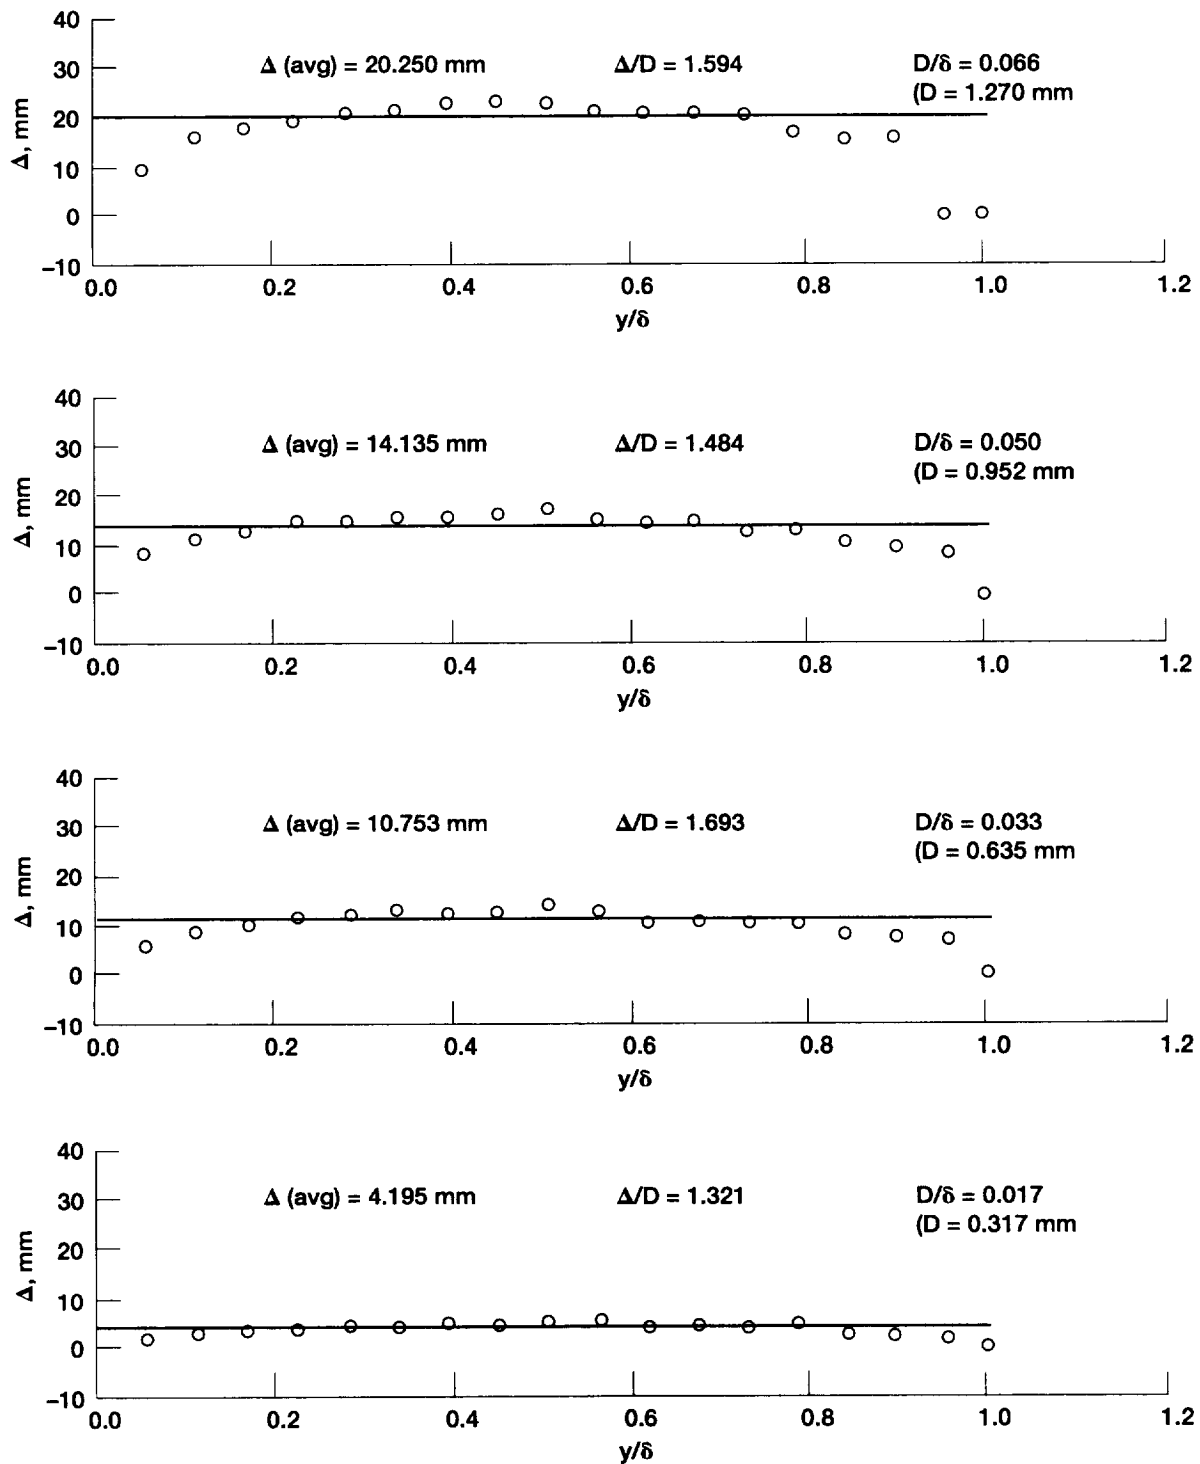 40
30
20
10
0
–10
Δ, mm
Δ (avg) = 20.250 mm
Δ/D = 1.594
D/δ = 0.066
(D = 1.270 mm
0.0 0.2 0.4 0.6 0.8 1.0 1.2
y/δ
40
30
20
10
0
–10
Δ, mm
Δ (avg) = 14.135 mm
Δ/D = 1.484
D/δ = 0.050
(D = 0.952 mm
0.0 0.2 0.4 0.6 0.8 1.0 1.2
y/δ
40
30
20
10
0
–10
Δ, mm
Δ (avg) = 10.753 mm
Δ/D = 1.693
D/δ = 0.033
(D = 0.635 mm
0.0 0.2 0.4 0.6 0.8 1.0 1.2
y/δ
40
30
20
10
0
–10
Δ, mm
Δ (avg) = 4.195 mm
Δ/D = 1.321
D/δ = 0.017
(D = 0.317 mm
0.0 0.2 0.4 0.6 0.8 1.0 1.2
y/δ